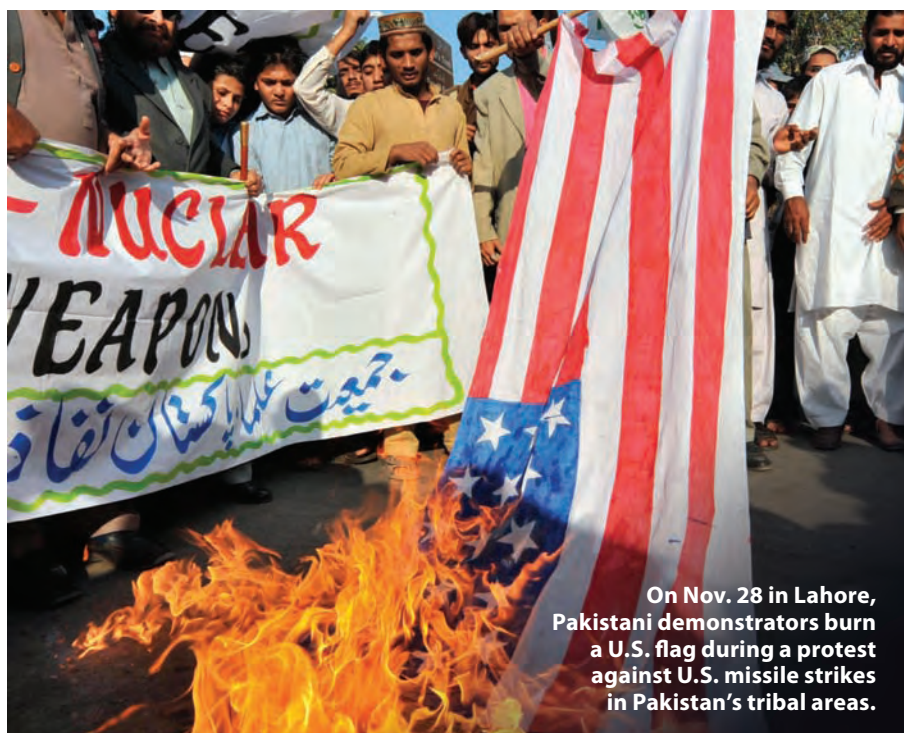 - NUCLAR
WEAPONS
جمعیت علما پاکستان نفاذ
On Nov. 28 in Lahore,
Pakistani demonstrators burn
a U.S. flag during a protest
against U.S. missile strikes
in Pakistan’s tribal areas.